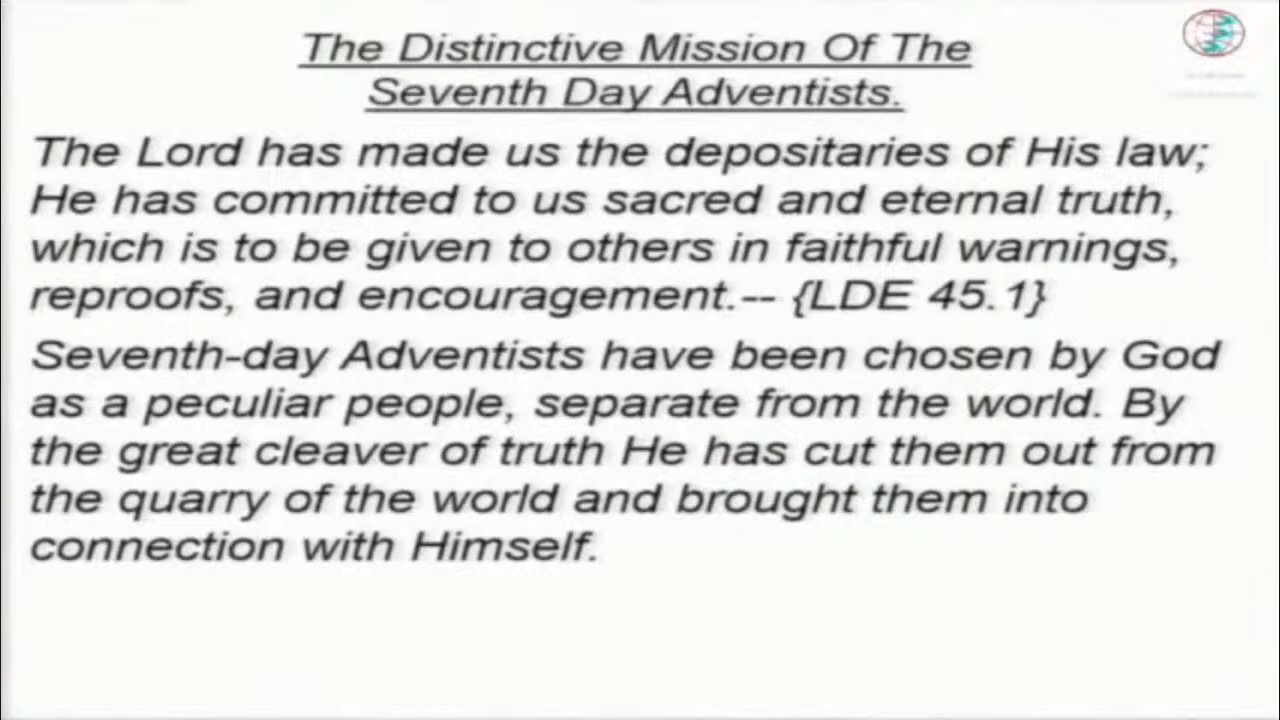 The Distinctive Mission Of The
Seventh Day Adventists.
The Lord has made us the depositaries of His law;
He has committed to us sacred and eternal truth,
which is to be given to others in faithful warnings,
reproofs, and encouragement.-- {LDE 45.1}
Seventh-day Adventists have been chosen by God
as a peculiar people, separate from the world. By
the great cleaver of truth He has cut them out from
the quarry of the world and brought them into
connection with Himself.